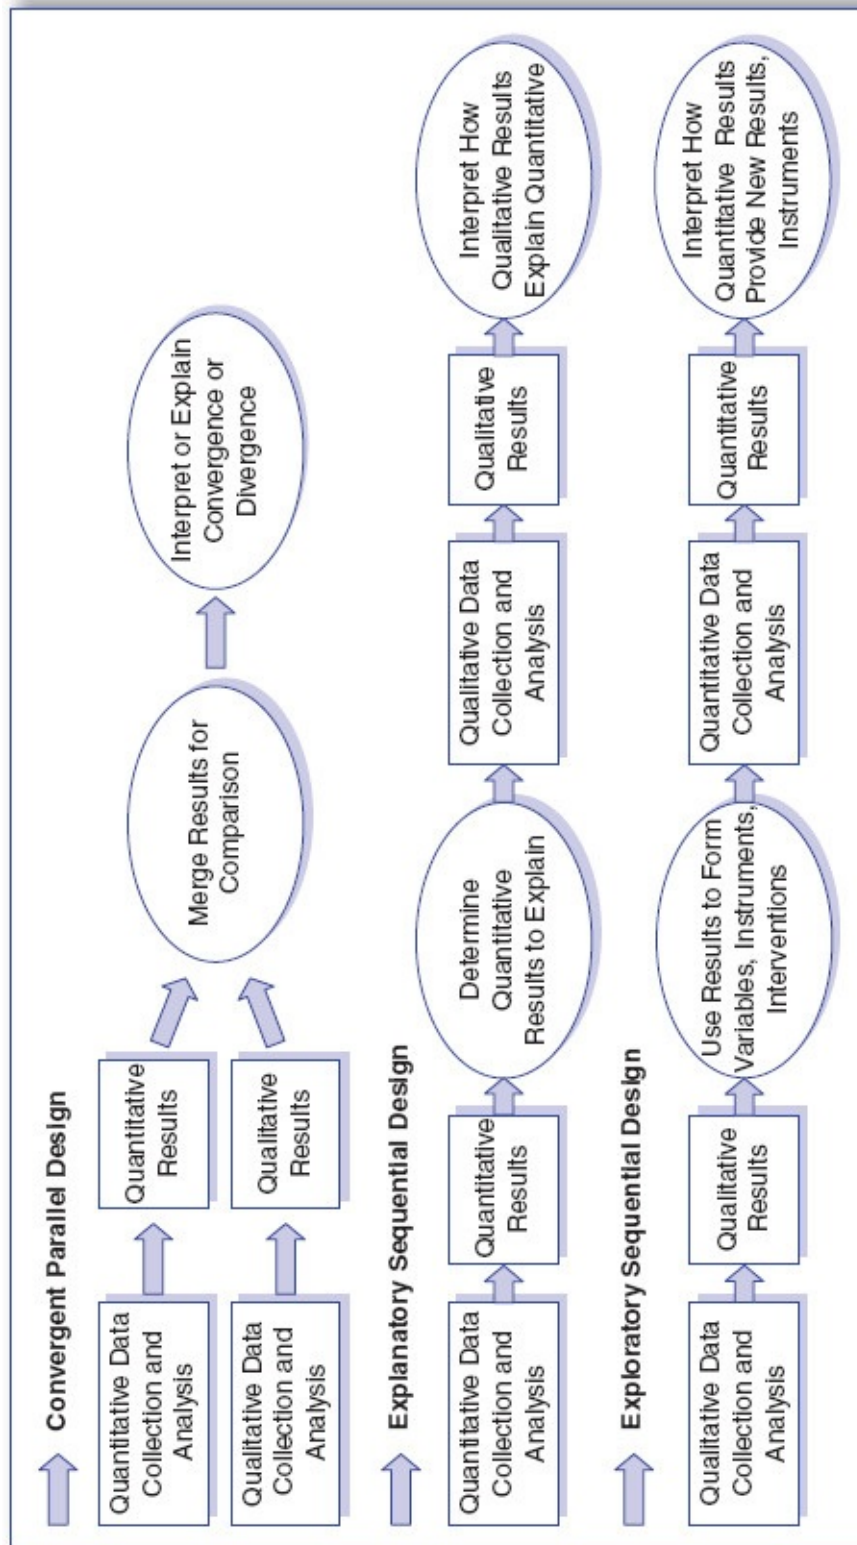 Convergent Parallel Design
Quantitative Data
Collection and
Analysis
Quantitative
Results
Qualitative Data
Collection and
Analysis
Qualitative
Results
Merge Results for
Comparison
Interpret or Explain
Convergence or
Divergence
Explanatory Sequential Design
Quantitative Data
Collection and
Analysis
Quantitative
Results
Determine
Quantitative
Results to Explain
Qualitative Data
Collection and
Analysis
Qualitative
Results
Interpret How
Qualitative Results
Explain Quantitative
Exploratory Sequential Design
Qualitative Data
Collection and
Analysis
Qualitative
Results
Use Results to Form
Variables, Instruments,
Interventions
Quantitative Data
Collection and
Analysis
Quantitative
Results
Interpret How
Quantitative Results
Provide New Results,
Instruments